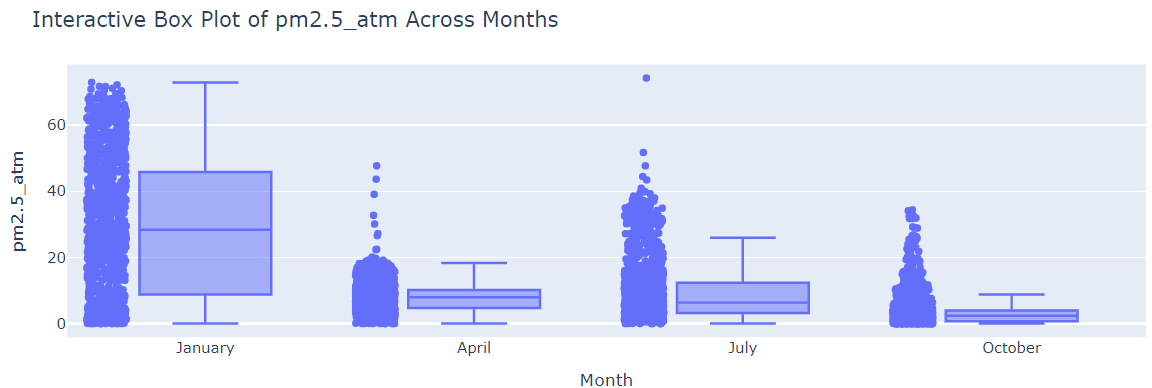 Interactive Box Plot of pm2.5_atm Across Months
pm2.5_atm
60
40
20
0
January April July October
Month